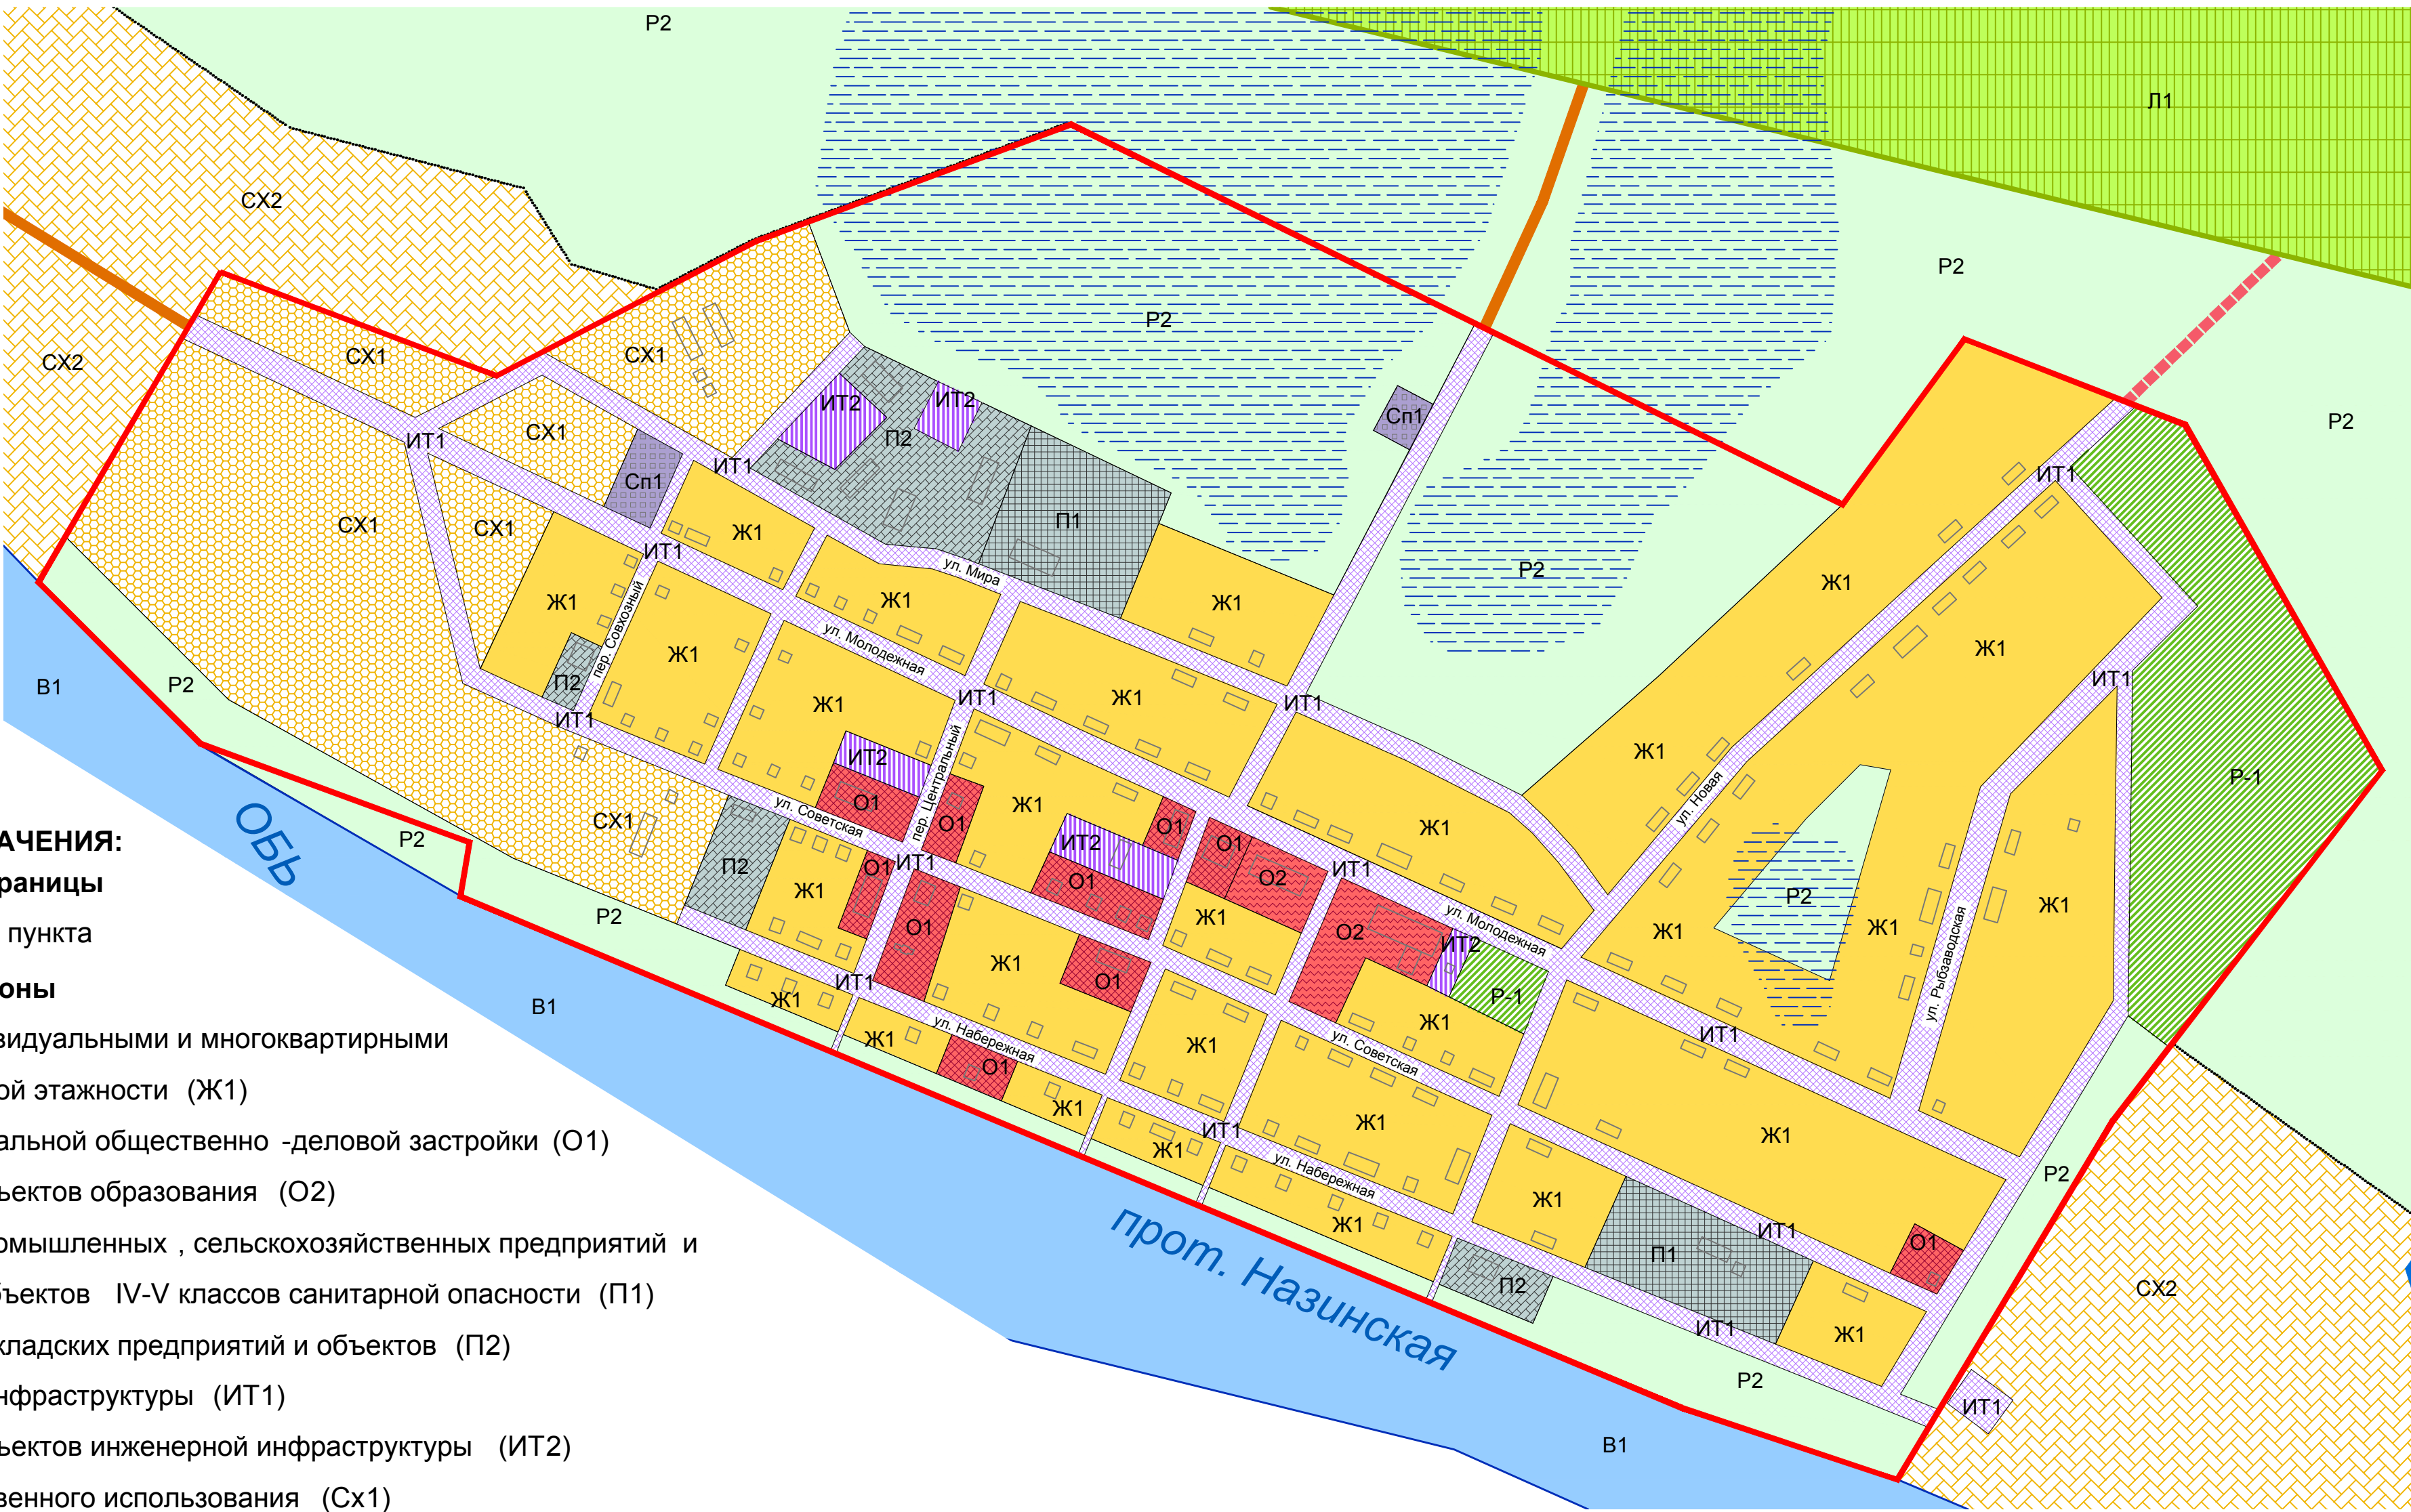 Р2
Л1
СХ2
Р2
Р2
СХ2
СХ1
СХ1
ИТ2
ИТ2
Сп1
Р2
ИТ1
СХ1
П2
ИТ1
Сп1
ИТ1
СХ1
СХ1
П1
Ж1
ИТ1
ул. Мира
Р2
Ж1
Ж1
Ж1
Ж1
пер. Совхозный
ул. Молодежная
Ж1
Ж1
П2
ИТ1
В1
Р2
ИТ1
Ж1
ИТ1
Ж1
ИТ1
Ж1
Р-1
ИТ2
пер. Центральный
ул. Новая
О1
Ж1
ул. Советская
СХ1
О1
О1
Ж1
ОБЬ
Р2
ИТ2
О1
АЧЕНИЯ:
П2
О1
ИТ1
О1
О2
ИТ1
раницы
Ж1
Р2
Ж1
Р2
О1
Ж1
ул. Молодежная
Ж1
Ж1
пункта
О2
ИТ2
Ж1
О1
ИТ1
Р-1
ул. Рыбзаводская
оны
Ж1
В1
Ж1
Ж1
ИТ1
видуальными и многоквартирными
Ж1
ул. Набережная
Ж1
ул. Советская
О1
ой этажности (Ж1)
Ж1
Ж1
Ж1
альной общественно -деловой застройки (О1)
Ж1
ИТ1
Р2
ул. Набережная
ъектов образования (О2)
Ж1
Ж1
ИТ1
прот. Назинская
омышленных , сельскохозяйственных предприятий и
П1
О1
П2
СХ2
бъектов IV-V классов санитарной опасности (П1)
ИТ1
Ж1
кладских предприятий и объектов (П2)
Р2
нфраструктуры (ИТ1)
ИТ1
ъектов инженерной инфраструктуры (ИТ2)
В1
венного использования (Сх1)